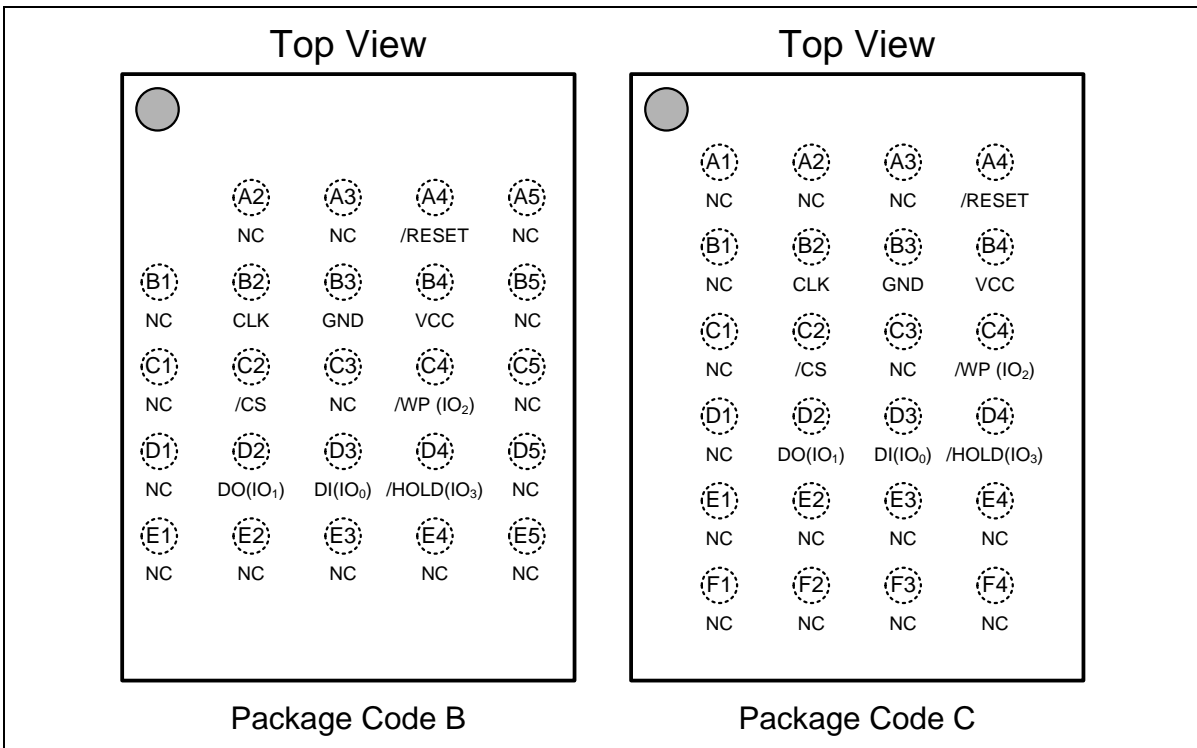 Top View
A2 A3 A4 A5
NC NC /RESET NC
B1 B2 B3 B4 B5
NC CLK GND VCC NC
C1 C2 C3 C4 C5
NC /CS NC /WP (IO₂) NC
D1 D2 D3 D4 D5
NC DO(IO₁) DI(IO₀) /HOLD(IO₃) NC
E1 E2 E3 E4 E5
NC NC NC NC NC
Package Code B
Top View
A1 A2 A3 A4
NC NC NC /RESET
B1 B2 B3 B4
NC CLK GND VCC
C1 C2 C3 C4
NC /CS NC /WP (IO₂)
D1 D2 D3 D4
NC DO(IO₁) DI(IO₀) /HOLD(IO₃)
E1 E2 E3 E4
NC NC NC NC
F1 F2 F3 F4
NC NC NC NC
Package Code C